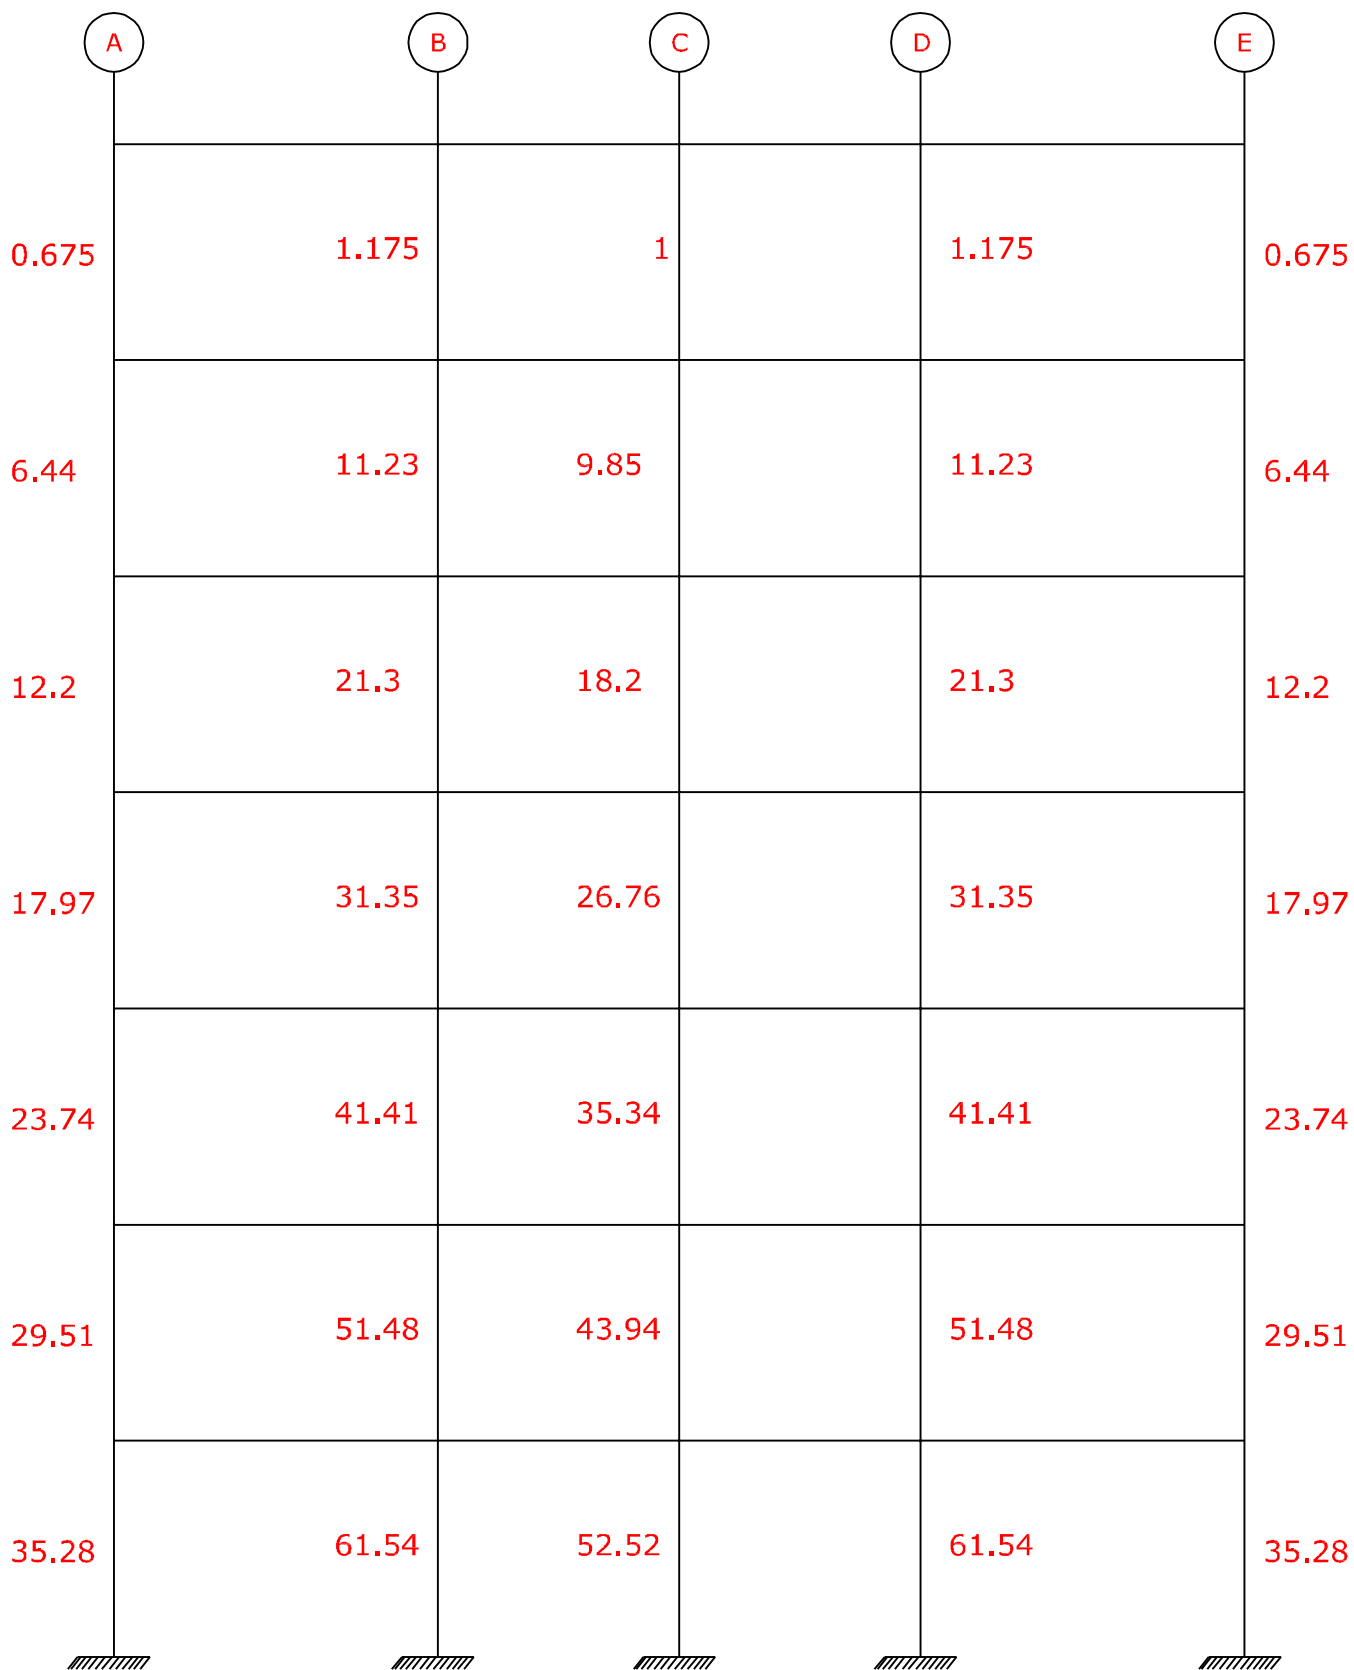 A B C D E
0.675 1.175 1 1.175 0.675
6.44 11.23 9.85 11.23 6.44
12.2 21.3 18.2 21.3 12.2
17.97 31.35 26.76 31.35 17.97
23.74 41.41 35.34 41.41 23.74
29.51 51.48 43.94 51.48 29.51
35.28 61.54 52.52 61.54 35.28